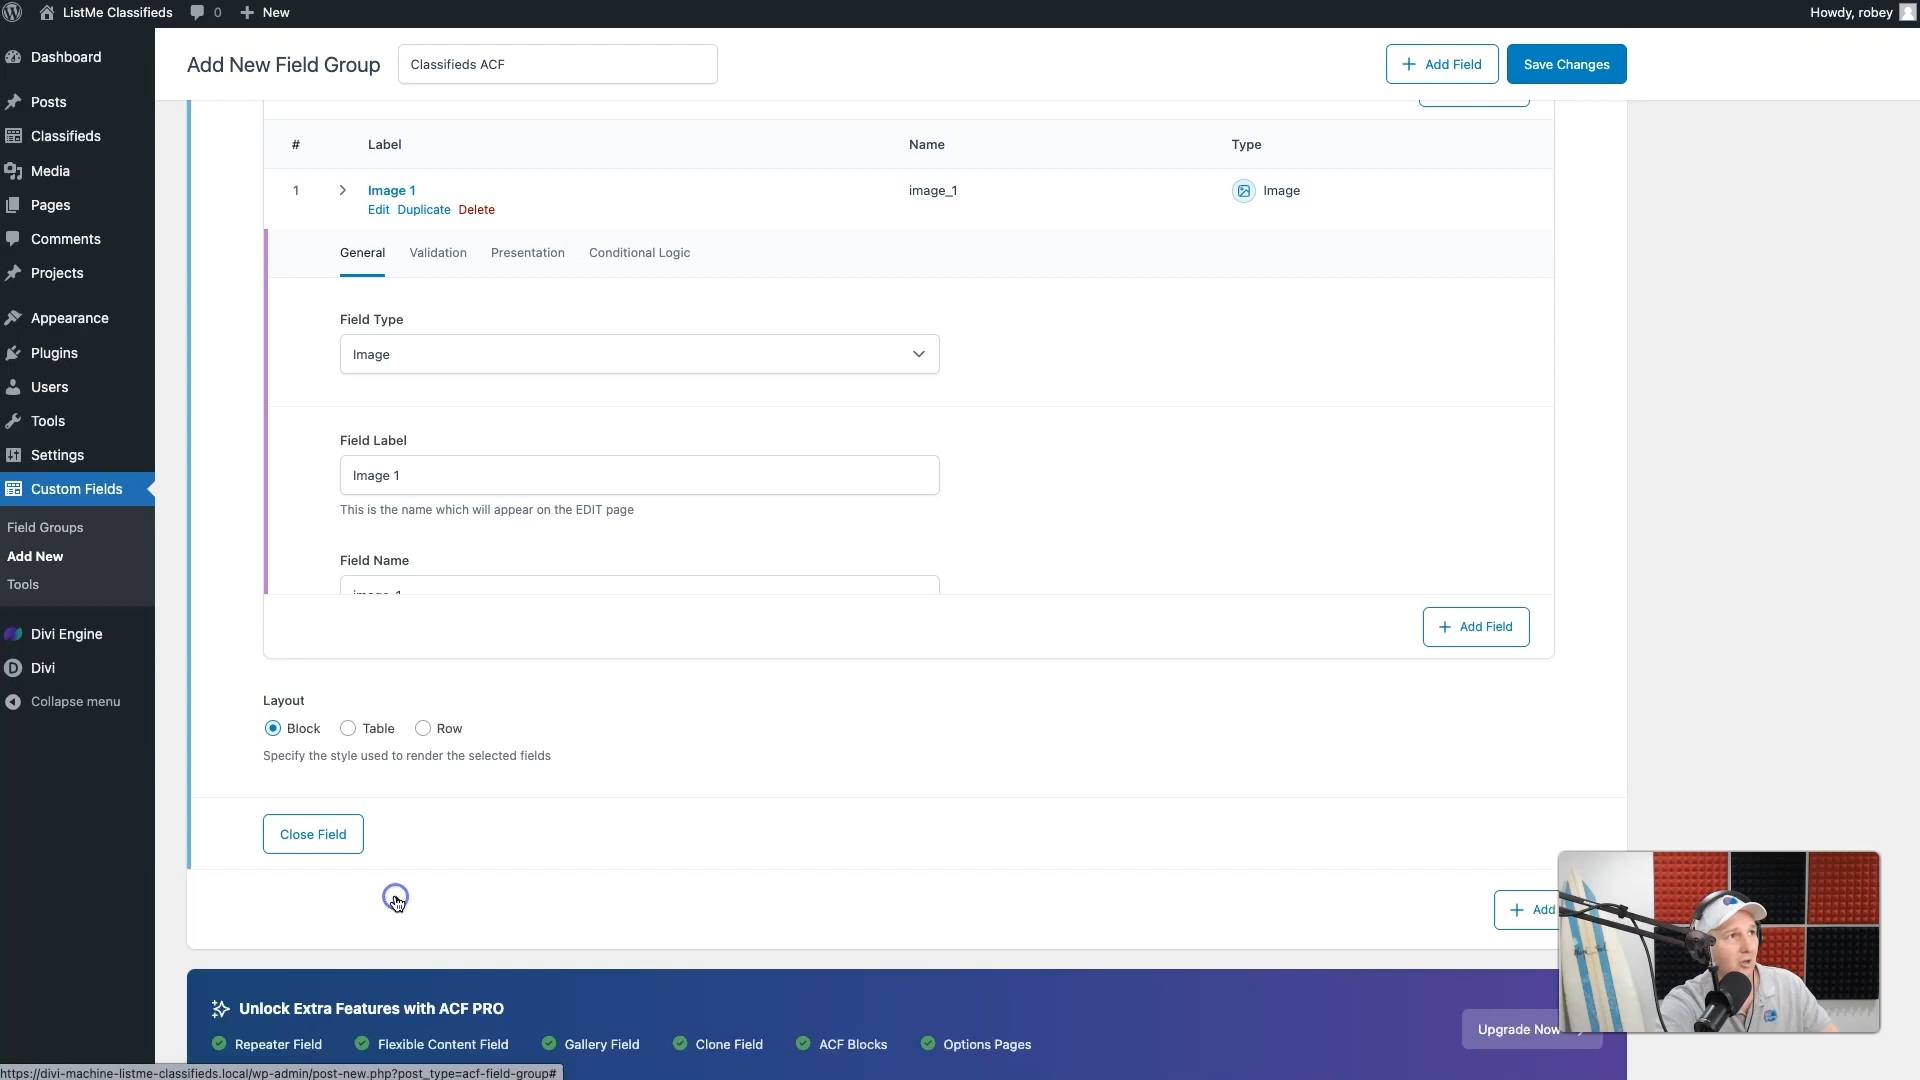 ListMe Classifieds 0 New Howdy, robey
Dashboard
Posts
Classifieds
Media
Pages
Comments
Projects
Appearance
Plugins
Users
Tools
Settings
Custom Fields
Field Groups
Add New
Tools
Divi Engine
Divi
Collapse menu
Add New Field Group Classifieds ACF Add Field Save Changes
# Label Name Type
1 Image 1 image_1 Image
Edit Duplicate Delete
General Validation Presentation Conditional Logic
Field Type
Image
Field Label
Image 1
This is the name which will appear on the EDIT page
Field Name
image_1
Add Field
Layout
Block Table Row
Specify the style used to render the selected fields
Close Field
Add
Unlock Extra Features with ACF PRO
Repeater Field Flexible Content Field Gallery Field Clone Field ACF Blocks Options Pages
Upgrade Now
https://divi-machine-listme-classifieds.local/wp-admin/post-new.php?post_type=acf-field-group#